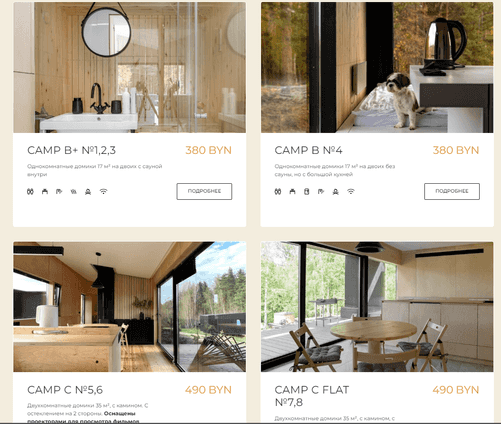 CAMP B+ №1,2,3
380 BYN
Однокомнатные домики 17 м² на двоих с сауной
внутри
ПОДРОБНЕЕ
CAMP B №4
380 BYN
Однокомнатные домики 17 м² на двоих без
сауны, но с большой кухней
ПОДРОБНЕЕ
CAMP C №5,6
490 BYN
Двухкомнатные домики 35 м², с камином. С
остеклением на 2 стороны. Оснащены
проекторами для просмотра фильмов
CAMP C FLAT
№7,8
490 BYN
Двухкомнатные домики 35 м², с камином, с